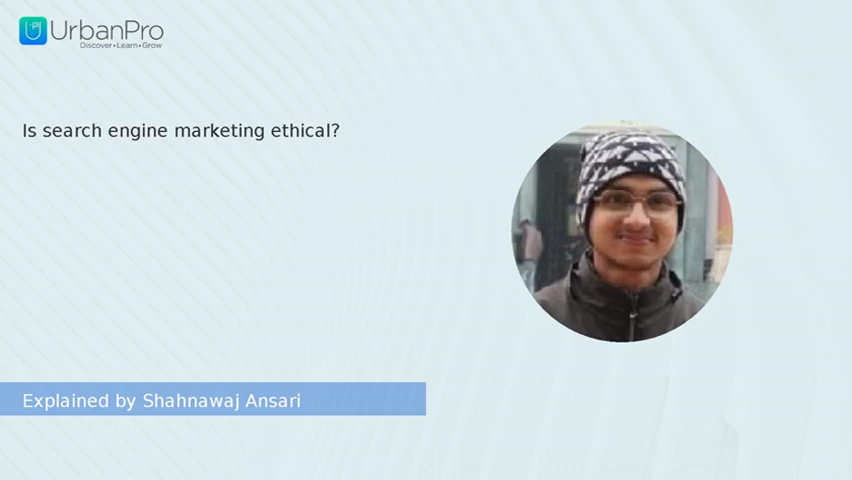 UrbanPro
Discover•Learn•Grow
Is search engine marketing ethical?
Explained by Shahnawaj Ansari